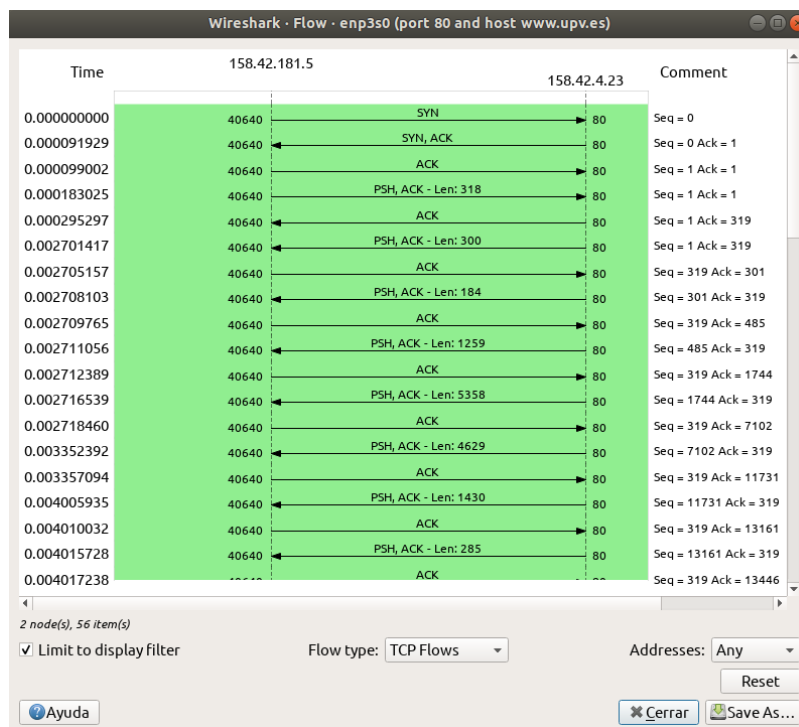 Wireshark · Flow · enp3s0 (port 80 and host www.upv.es)
Time 158.42.181.5 158.42.4.23 Comment
0.000000000 40640 SYN 80 Seq = 0
0.000091929 40640 SYN, ACK 80 Seq = 0 Ack = 1
0.000099002 40640 ACK 80 Seq = 1 Ack = 1
0.000183025 40640 PSH, ACK - Len: 318 80 Seq = 1 Ack = 1
0.000295297 40640 ACK 80 Seq = 1 Ack = 319
0.002701417 40640 PSH, ACK - Len: 300 80 Seq = 1 Ack = 319
0.002705157 40640 ACK 80 Seq = 319 Ack = 301
0.002708103 40640 PSH, ACK - Len: 184 80 Seq = 301 Ack = 319
0.002709765 40640 ACK 80 Seq = 319 Ack = 485
0.002711056 40640 PSH, ACK - Len: 1259 80 Seq = 485 Ack = 319
0.002712389 40640 ACK 80 Seq = 319 Ack = 1744
0.002716539 40640 PSH, ACK - Len: 5358 80 Seq = 1744 Ack = 319
0.002718460 40640 ACK 80 Seq = 319 Ack = 7102
0.003352392 40640 PSH, ACK - Len: 4629 80 Seq = 7102 Ack = 319
0.003357094 40640 ACK 80 Seq = 319 Ack = 11731
0.004005935 40640 PSH, ACK - Len: 1430 80 Seq = 11731 Ack = 319
0.004010032 40640 ACK 80 Seq = 319 Ack = 13161
0.004015728 40640 PSH, ACK - Len: 285 80 Seq = 13161 Ack = 319
0.004017238 40640 ACK 80 Seq = 319 Ack = 13446
2 node(s), 56 item(s)
Limit to display filter Flow type: TCP Flows Addresses: Any
Reset
Ayuda Cerrar Save As...